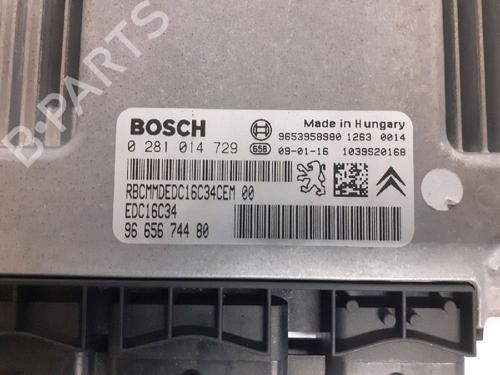 B-PARTS
BOSCH
0 281 014 729
Made in Hungary
9653958980 1263 0014
65B 09-01-16 1039S20168
RBCMMDEDC16C34CEM 00
EDC16C34
96 656 744 80